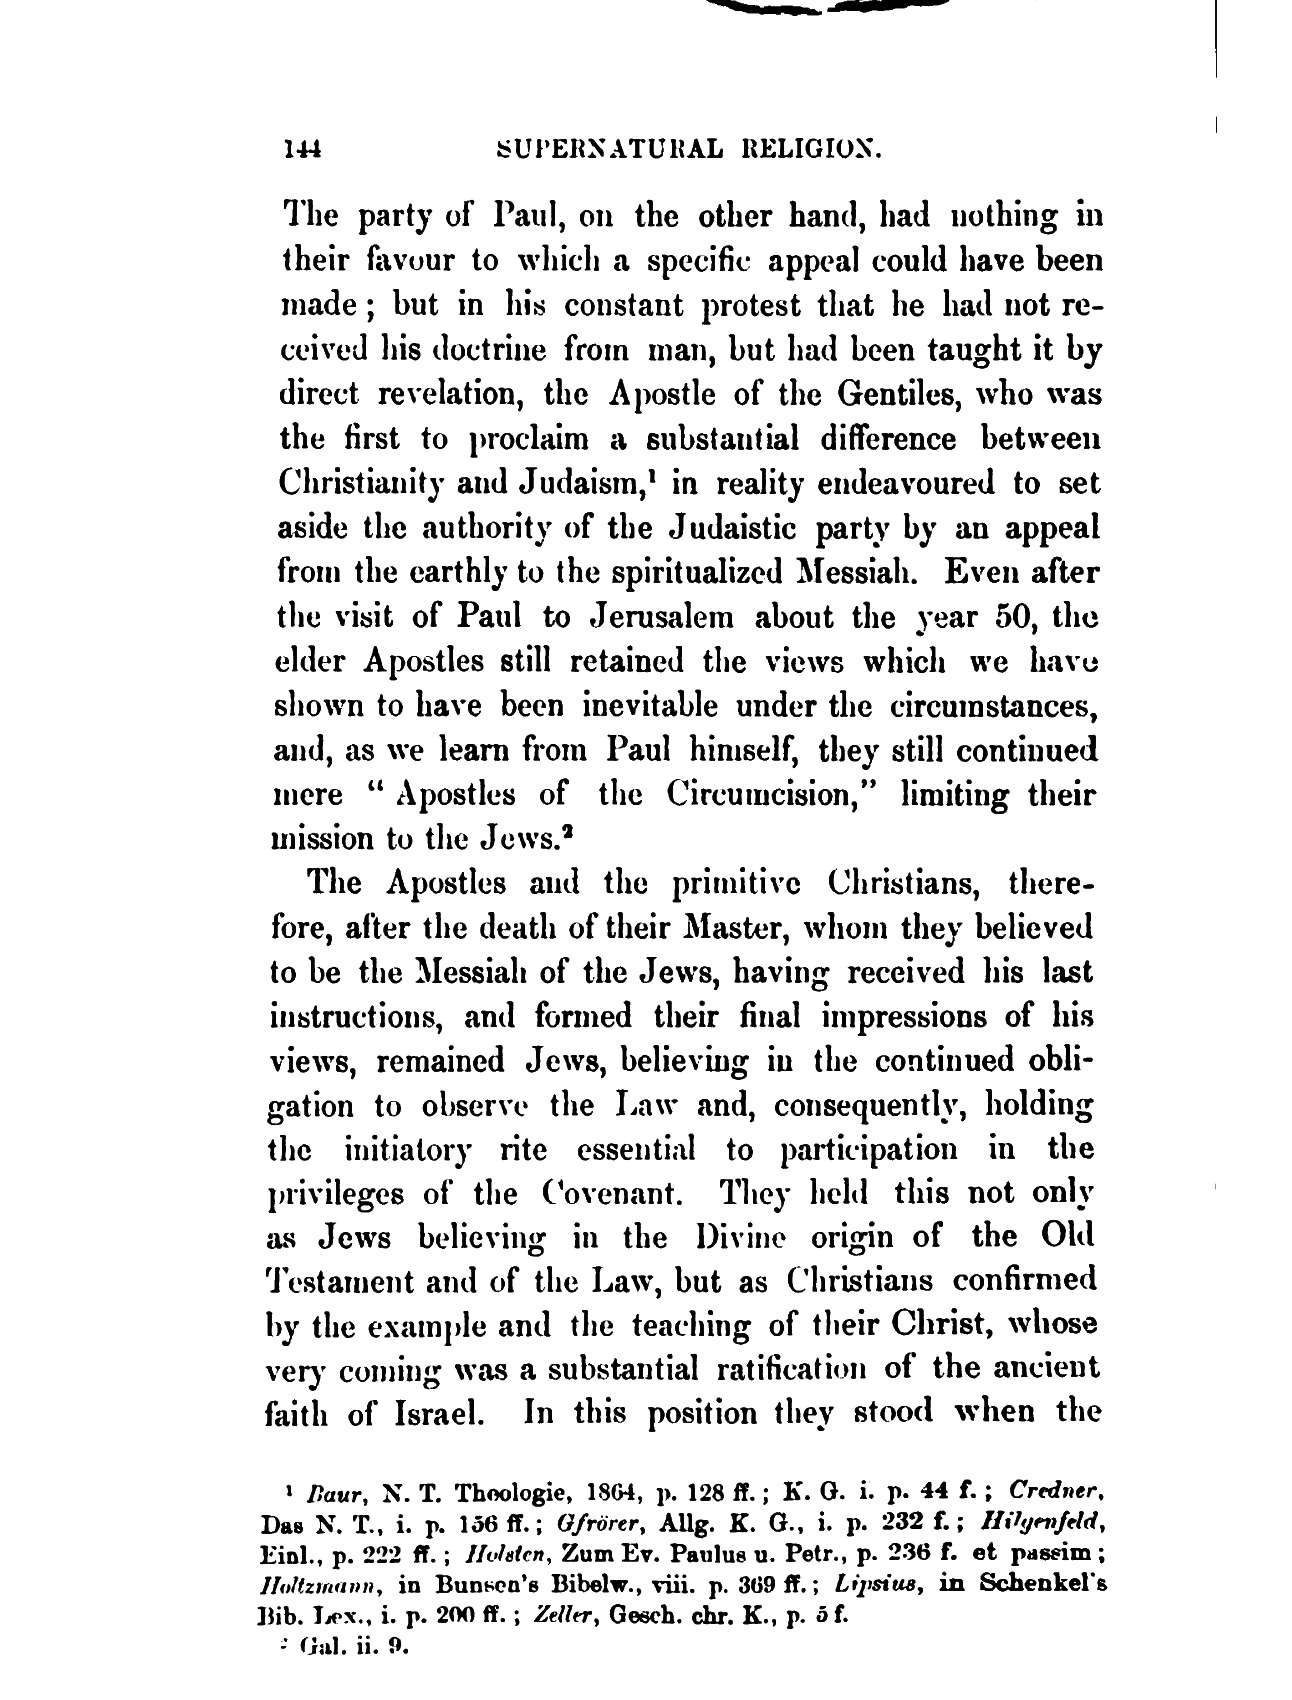 144 SUPERNATURAL RELIGION.
The party of Paul, on the other hand, had nothing in
their favour to which a specific appeal could have been
made ; but in his constant protest that he had not re-
ceived his doctrine from man, but had been taught it by
direct revelation, the Apostle of the Gentiles, who was
the first to proclaim a substantial difference between
Christianity and Judaism,¹ in reality endeavoured to set
aside the authority of the Judaistic party by an appeal
from the earthly to the spiritualized Messiah. Even after
the visit of Paul to Jerusalem about the year 50, the
elder Apostles still retained the views which we have
shown to have been inevitable under the circumstances,
and, as we learn from Paul himself, they still continued
mere “ Apostles of the Circumcision,” limiting their
mission to the Jews.²
The Apostles and the primitive Christians, there-
fore, after the death of their Master, whom they believed
to be the Messiah of the Jews, having received his last
instructions, and formed their final impressions of his
views, remained Jews, believing in the continued obli-
gation to observe the Law and, consequently, holding
the initiatory rite essential to participation in the
privileges of the Covenant. They held this not only
as Jews believing in the Divine origin of the Old
Testament and of the Law, but as Christians confirmed
by the example and the teaching of their Christ, whose
very coming was a substantial ratification of the ancient
faith of Israel. In this position they stood when the
¹ Baur, N. T. Theologie, 1864, p. 128 ff. ; K. G. i. p. 44 f. ; Credner,
Das N. T., i. p. 156 ff. ; Gfrörer, Allg. K. G., i. p. 232 f. ; Hilgenfeld,
Einl., p. 222 ff. ; Holsten, Zum Ev. Paulus u. Petr., p. 236 f. et passim ;
Holtzmann, in Bunsen's Bibelw., viii. p. 369 ff. ; Lipsius, in Schenkel's
Bib. Lex., i. p. 200 ff. ; Zeller, Gesch. chr. K., p. 5 f.
² Gal. ii. 9.